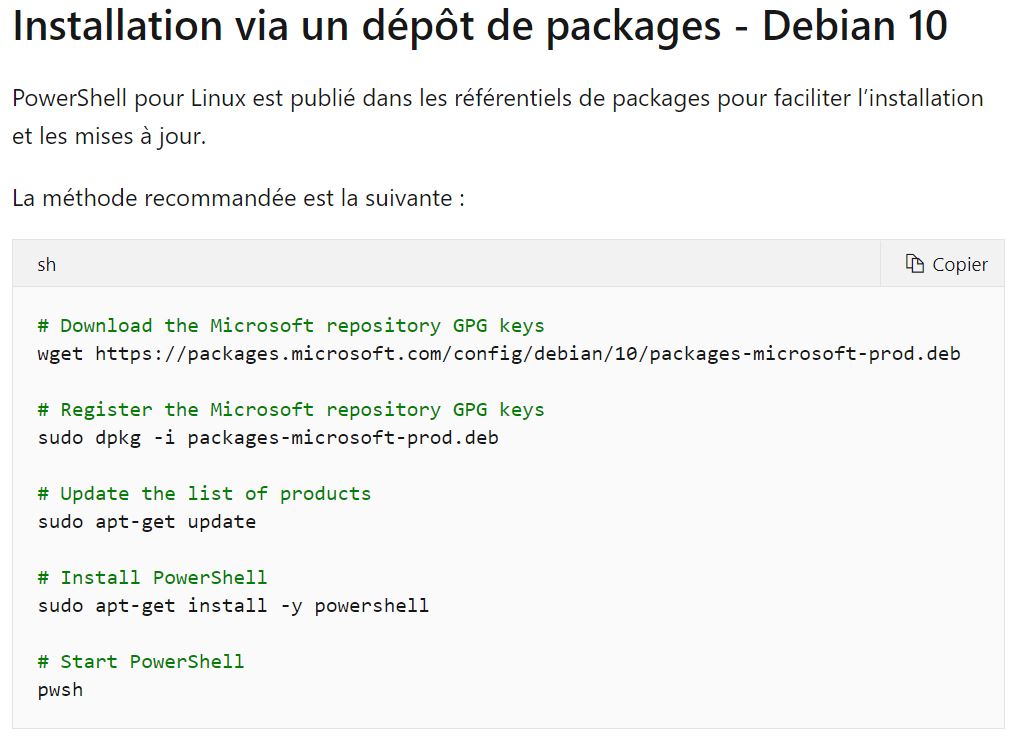 Installation via un dépôt de packages - Debian 10
PowerShell pour Linux est publié dans les référentiels de packages pour faciliter l’installation
et les mises à jour.
La méthode recommandée est la suivante :
sh
Copier
# Download the Microsoft repository GPG keys
wget https://packages.microsoft.com/config/debian/10/packages-microsoft-prod.deb
# Register the Microsoft repository GPG keys
sudo dpkg -i packages-microsoft-prod.deb
# Update the list of products
sudo apt-get update
# Install PowerShell
sudo apt-get install -y powershell
# Start PowerShell
pwsh